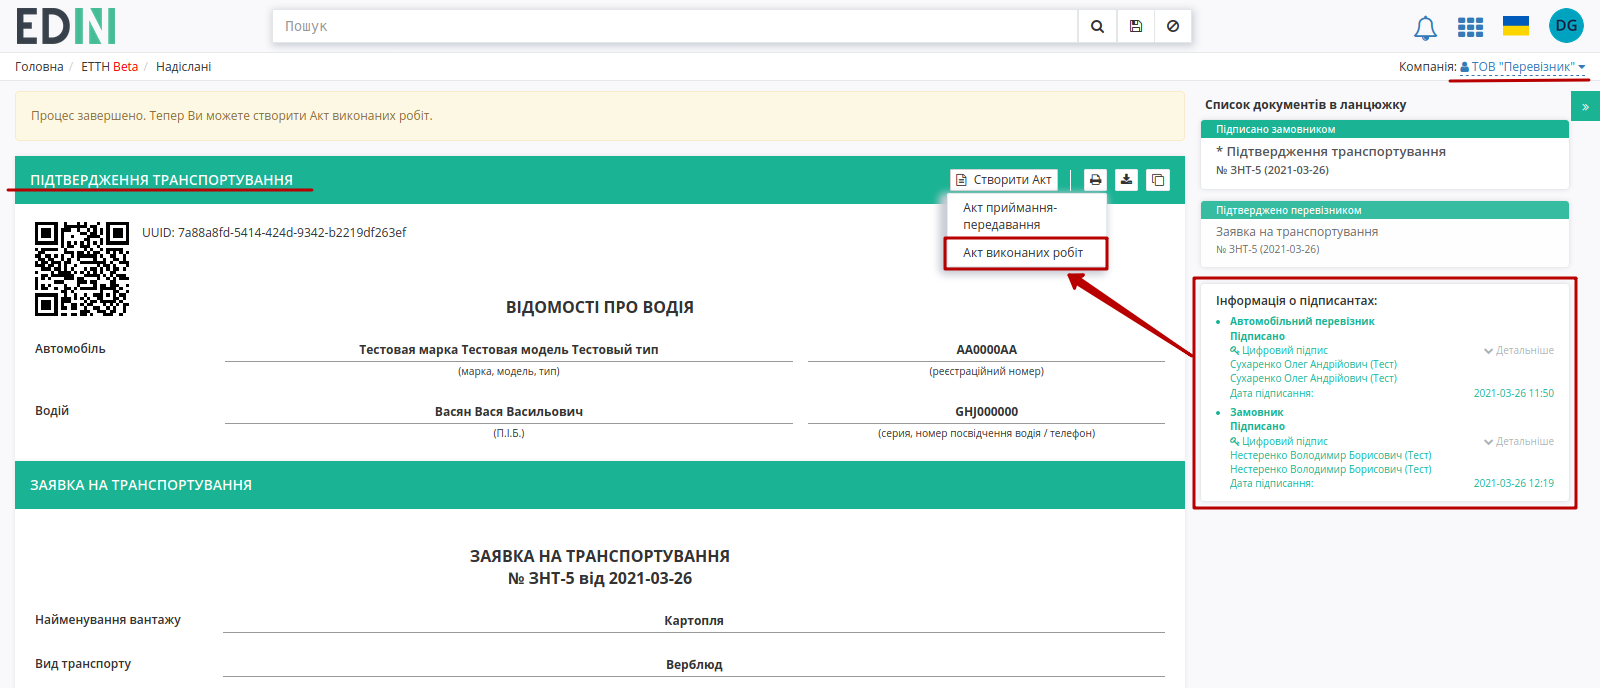 EDIN
Пошук
DG
Головна / ЕТТН Beta / Надіслані
Компанія: ТОВ "Перевізник"
Процес завершено. Тепер Ви можете створити Акт виконаних робіт.
ПІДТВЕРДЖЕННЯ ТРАНСПОРТУВАННЯ
Створити Акт
Акт приймання-
передавання
Акт виконаних робіт
UUID: 7a88a8fd-5414-424d-9342-b2219df263ef
ВІДОМОСТІ ПРО ВОДІЯ
Автомобіль
Тестовая марка Тестовая модель Тестовый тип
АА0000АА
(марка, модель, тип)
(реєстраційний номер)
Водій
Васян Вася Васильович
GHJ000000
(П.І.Б.)
(серия, номер посвідчення водія / телефон)
ЗАЯВКА НА ТРАНСПОРТУВАННЯ
ЗАЯВКА НА ТРАНСПОРТУВАННЯ
№ ЗНТ-5 від 2021-03-26
Найменування вантажу
Картопля
Вид транспорту
Верблюд
Список документів в ланцюжку
»
Підписано замовником
* Підтвердження транспортування
№ ЗНТ-5 (2021-03-26)
Підтверджено перевізником
Заявка на транспортування
№ ЗНТ-5 (2021-03-26)
Інформація о підписантах:
• Автомобільний перевізник
Підписано
Цифровий підпис Детальніше
Сухаренко Олег Андрійович (Тест)
Сухаренко Олег Андрійович (Тест)
Дата підписання: 2021-03-26 11:50
• Замовник
Підписано
Цифровий підпис Детальніше
Нестеренко Володимир Борисович (Тест)
Нестеренко Володимир Борисович (Тест)
Дата підписання: 2021-03-26 12:19